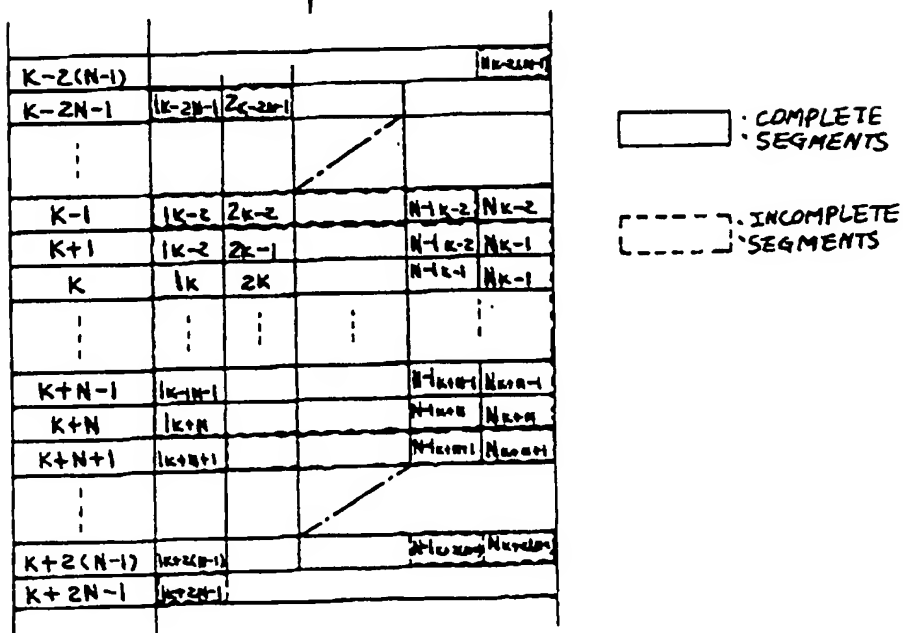 K-2(N-1)
K-2N-1 1K-2N-1 2K-2N-1
K-1 1K-2 2K-2 N-1K-2 NK-2
K+1 1K-2 2K-1 N-1K-2 NK-1
K 1K 2K N-1K-1 NK-1
K+N-1 1K-1N-1 N-1K+N-1 NK+N-1
K+N 1K+N N-1K+N NK+N
K+N+1 1K+N+1 NK+N+1
K+2(N-1) 1K+2(N-1)
K+2N-1 1K+2N-1
: COMPLETE
SEGMENTS
: INCOMPLETE
SEGMENTS